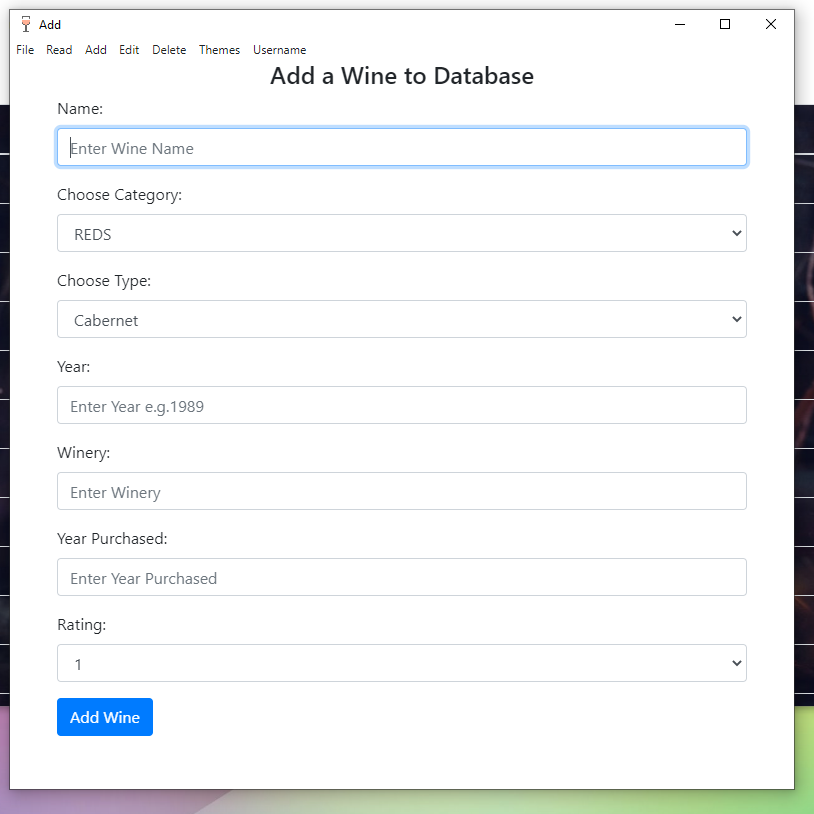 Add
File Read Add Edit Delete Themes Username
Add a Wine to Database
Name:
Enter Wine Name
Choose Category:
REDS
Choose Type:
Cabernet
Year:
Enter Year e.g.1989
Winery:
Enter Winery
Year Purchased:
Enter Year Purchased
Rating:
1
Add Wine